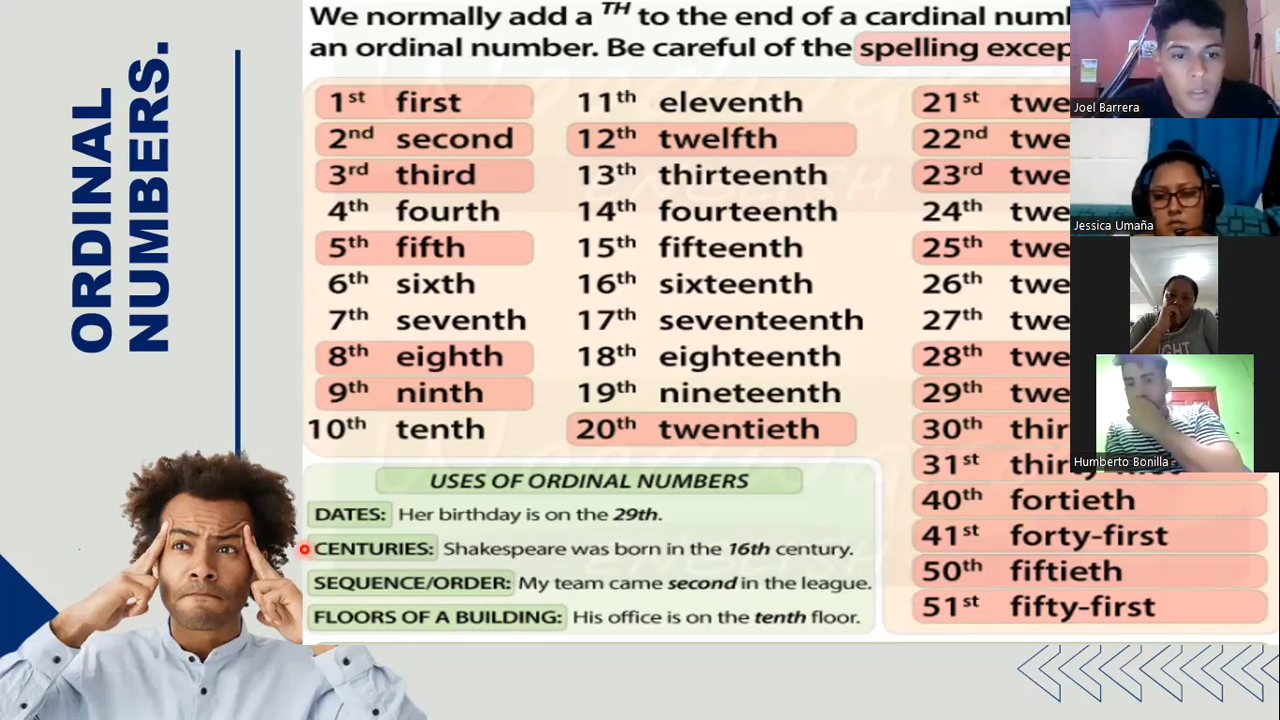 ORDINAL
NUMBERS.
We normally add a TH to the end of a cardinal
an ordinal number. Be careful of the spelling
1st first
2nd second
3rd third
4th fourth
5th fifth
6th sixth
7th seventh
8th eighth
9th ninth
10th tenth
11th eleventh
12th twelfth
13th thirteenth
14th fourteenth
15th fifteenth
16th sixteenth
17th seventeenth
18th eighteenth
19th nineteenth
20th twentieth
21st twe
22nd twe
23rd twe
24th twe
25th twe
26th twe
27th twe
28th twe
29th twe
30th thir
31st
40th fortieth
41st forty-first
50th fiftieth
51st fifty-first
USES OF ORDINAL NUMBERS
DATES: Her birthday is on the 29th.
CENTURIES: Shakespeare was born in the 16th century.
SEQUENCE/ORDER: My team came second in the league.
FLOORS OF A BUILDING: His office is on the tenth floor.
Joel Barrera
Jessica Umaña
Humberto Bonilla